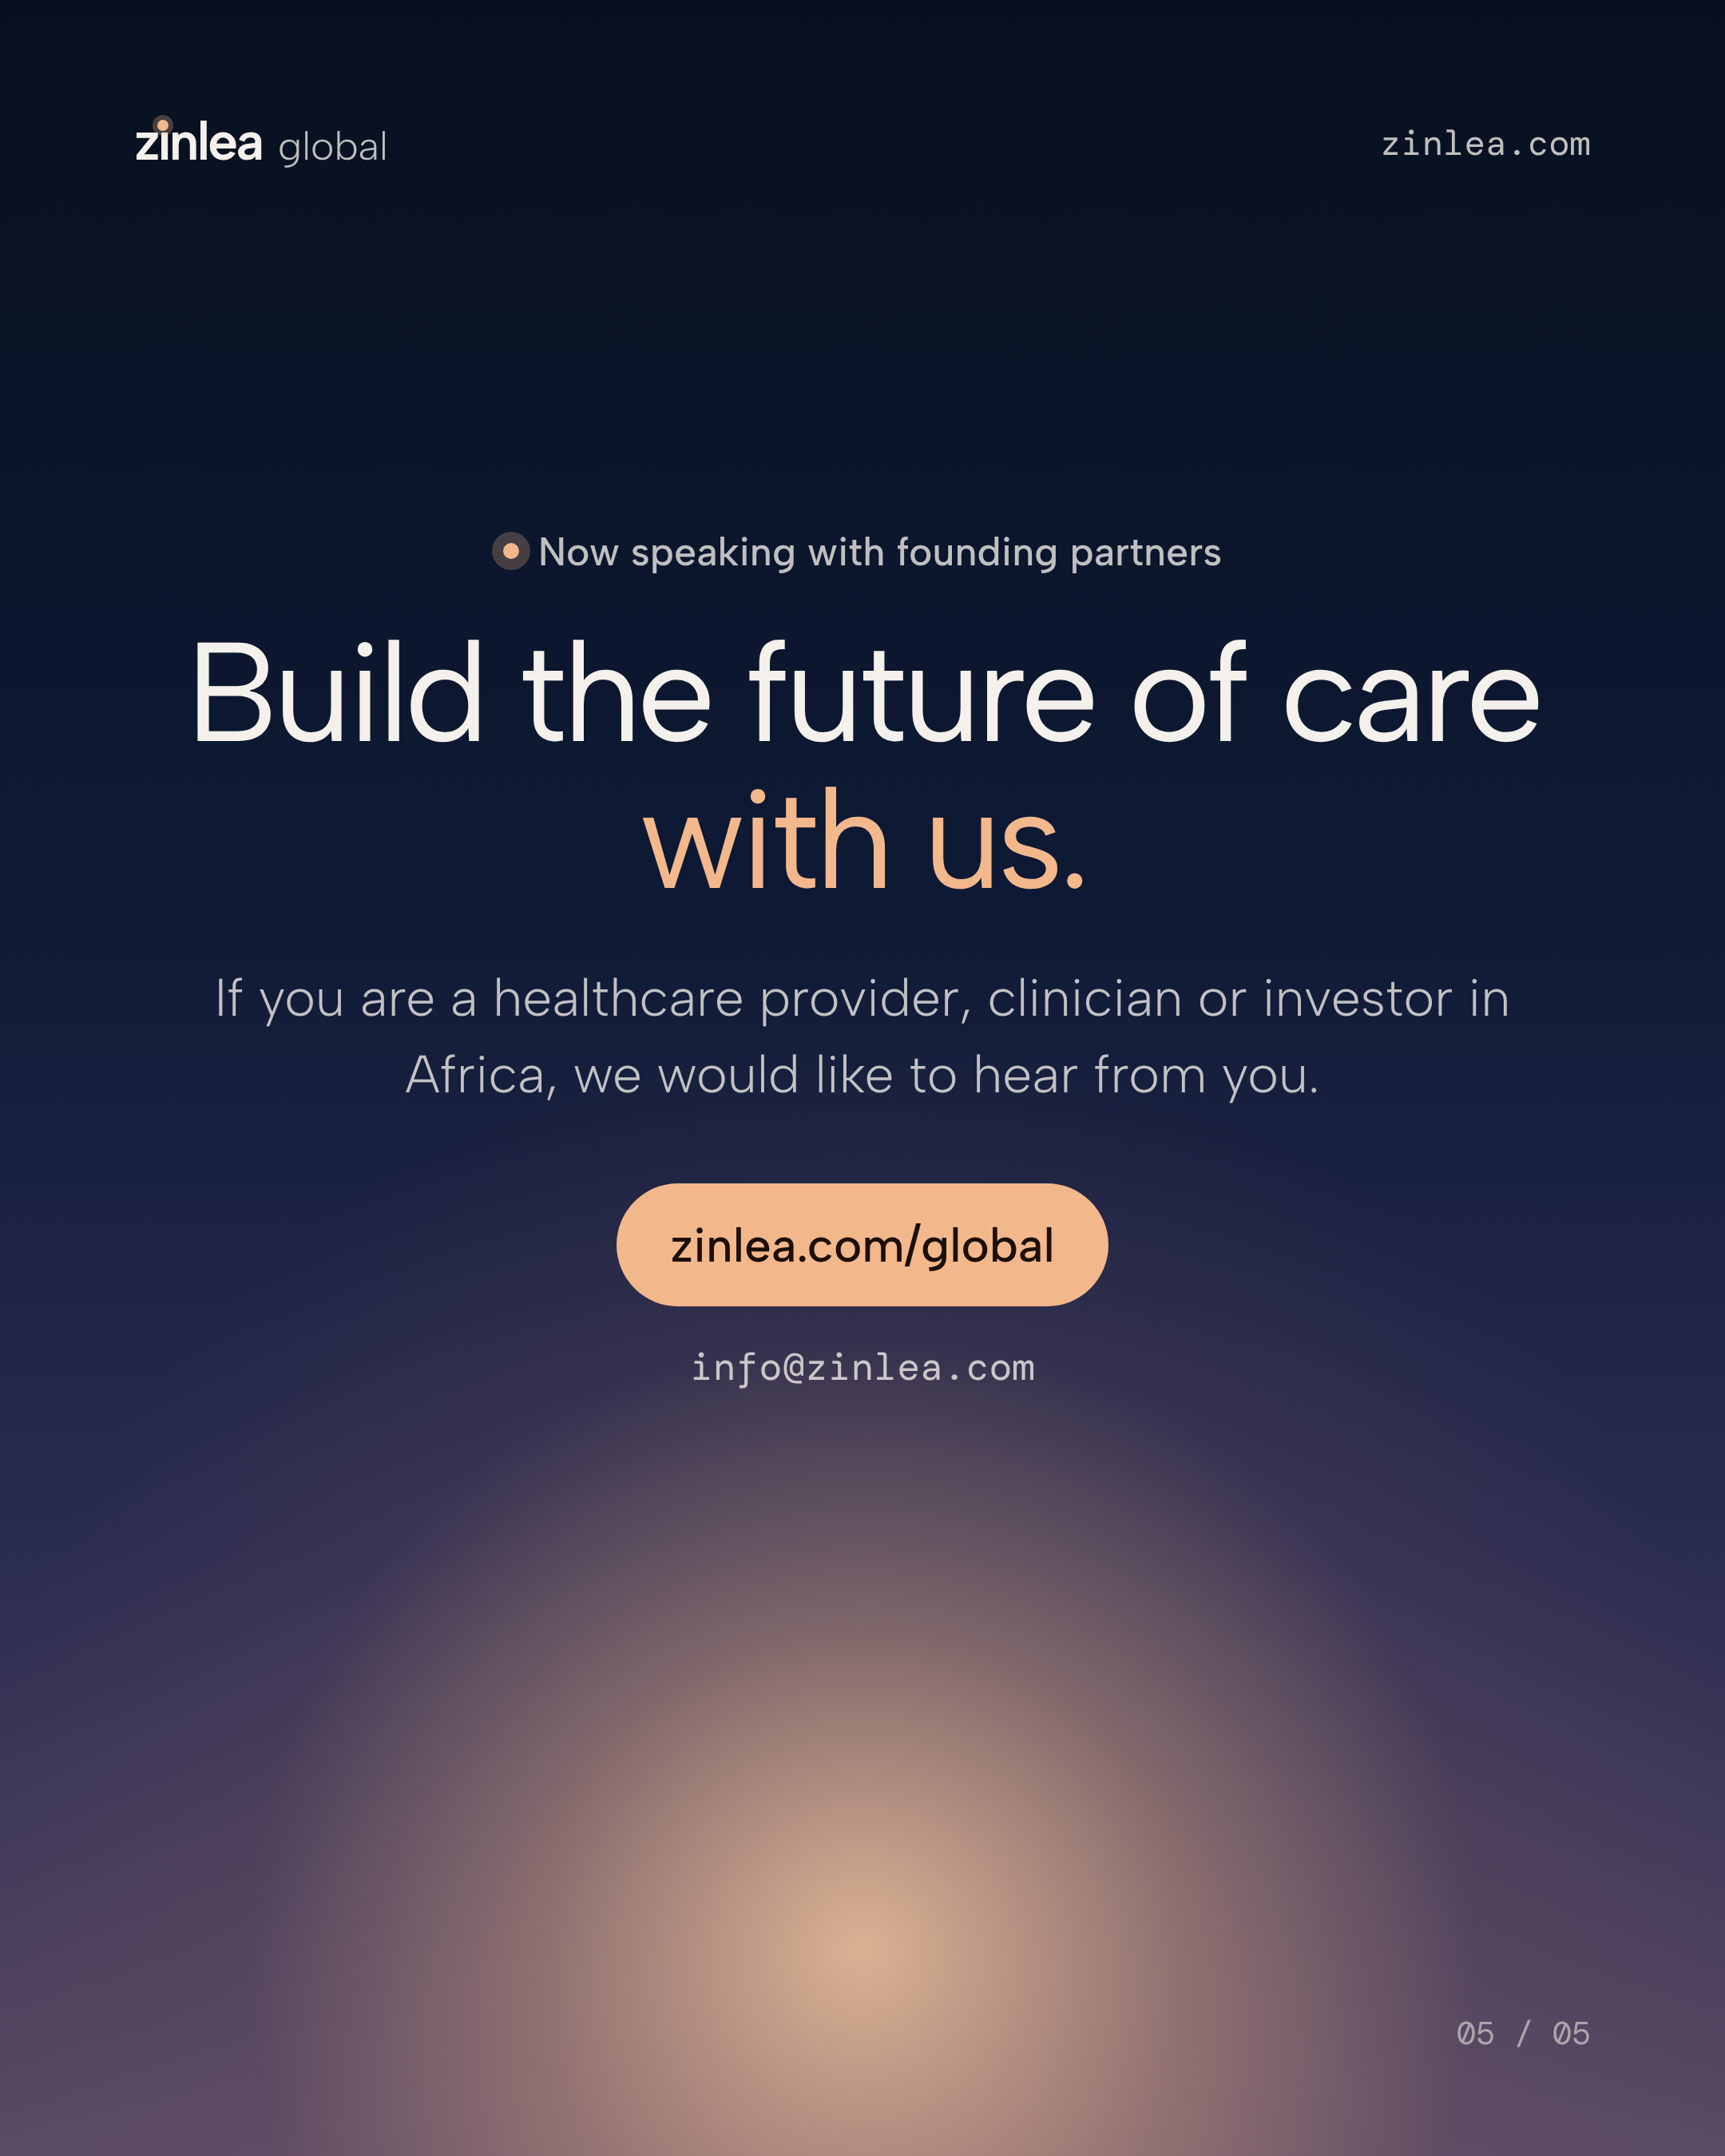 zinlea global
zinlea.com
Now speaking with founding partners
Build the future of care
with us.
If you are a healthcare provider, clinician or investor in
Africa, we would like to hear from you.
zinlea.com/global
info@zinlea.com
05 / 05